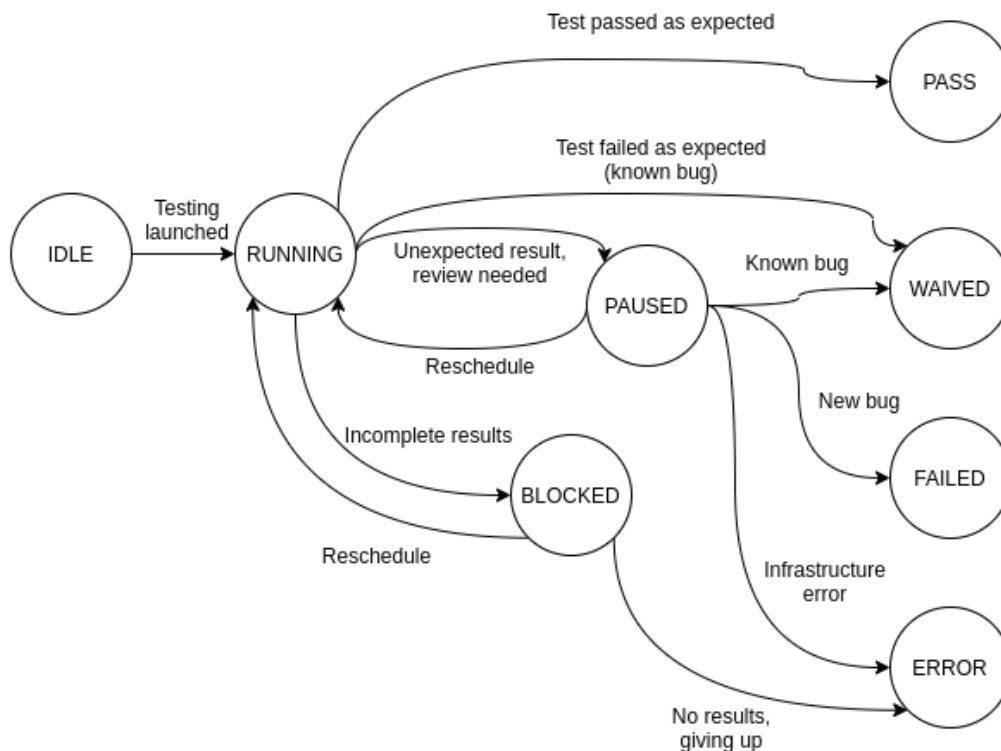 Test passed as expected
PASS
Test failed as expected
(known bug)
Testing
launched
IDLE
RUNNING
Unexpected result,
review needed
Known bug
WAIVED
PAUSED
Reschedule
New bug
Incomplete results
FAILED
BLOCKED
Reschedule
Infrastructure
error
ERROR
No results,
giving up